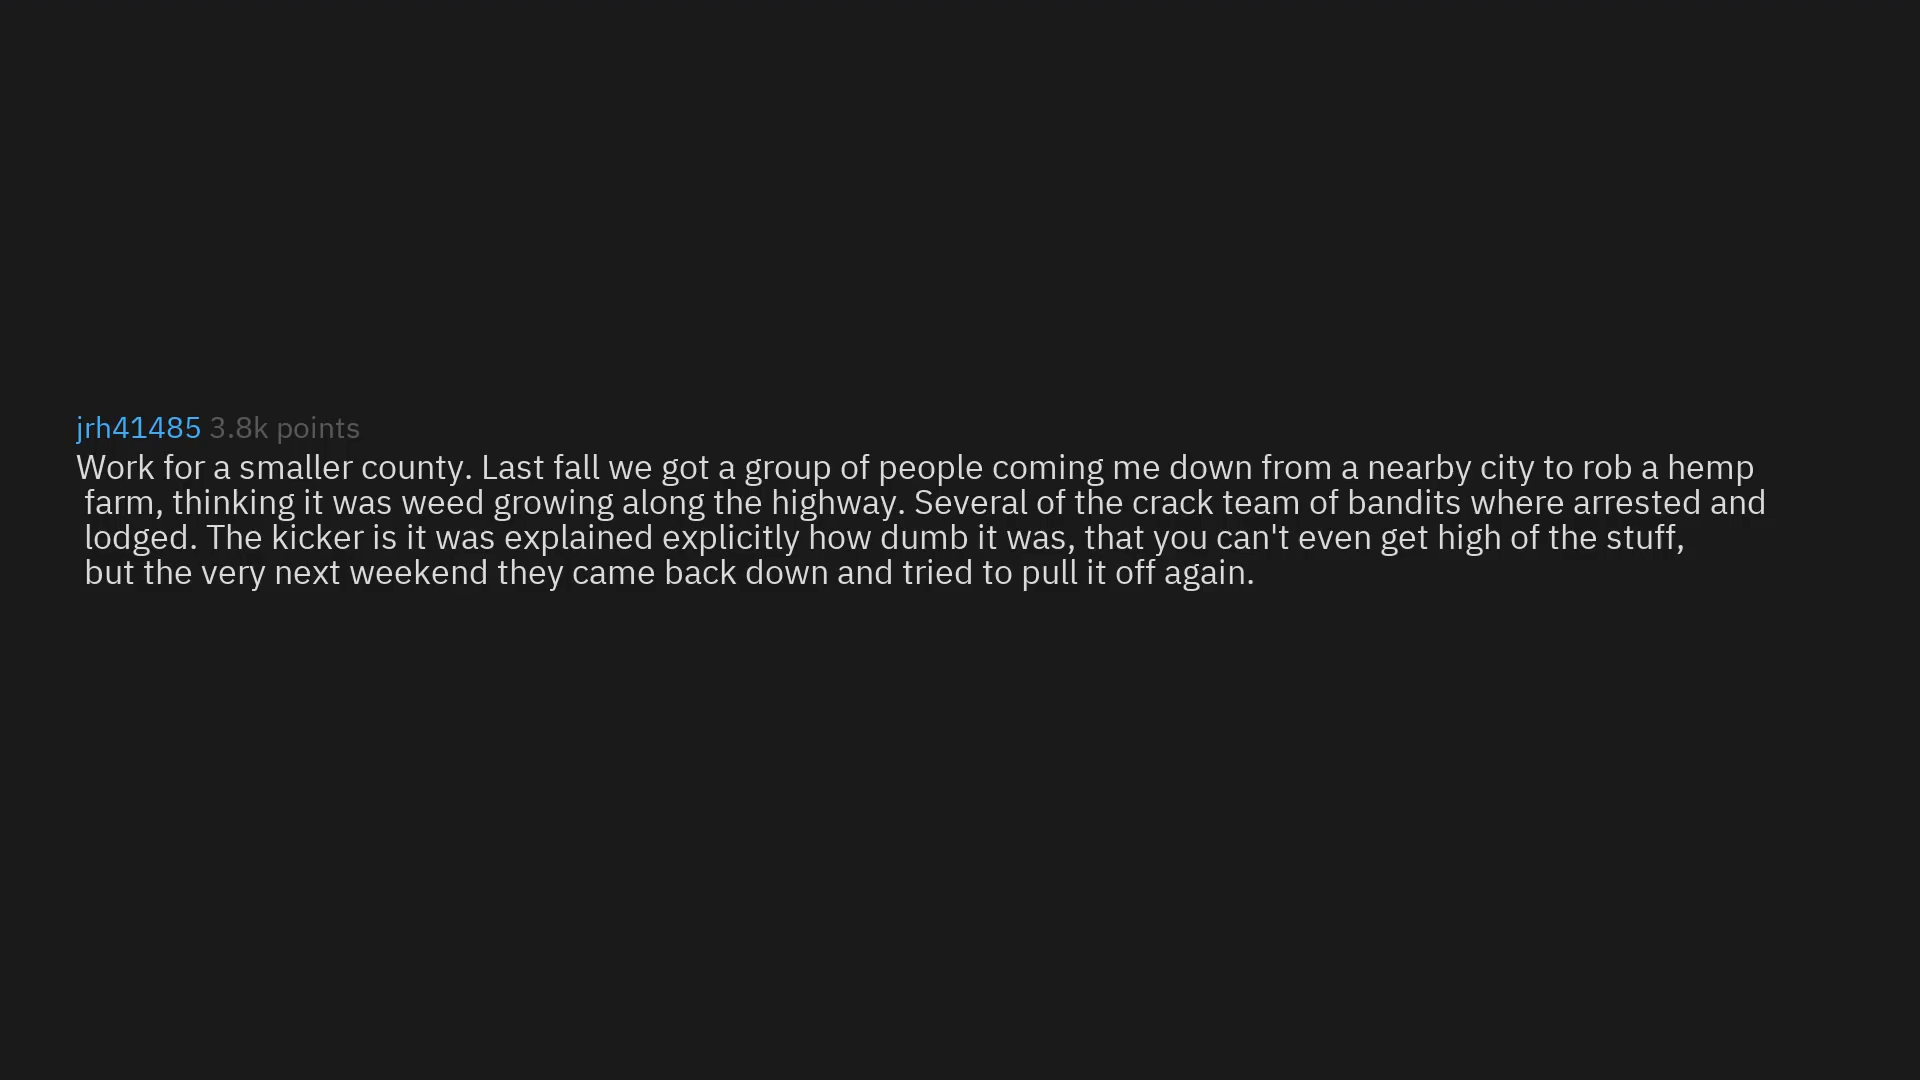 jrh41485 3.8k points
Work for a smaller county. Last fall we got a group of people coming me down from a nearby city to rob a hemp
farm, thinking it was weed growing along the highway. Several of the crack team of bandits where arrested and
lodged. The kicker is it was explained explicitly how dumb it was, that you can't even get high of the stuff,
but the very next weekend they came back down and tried to pull it off again.